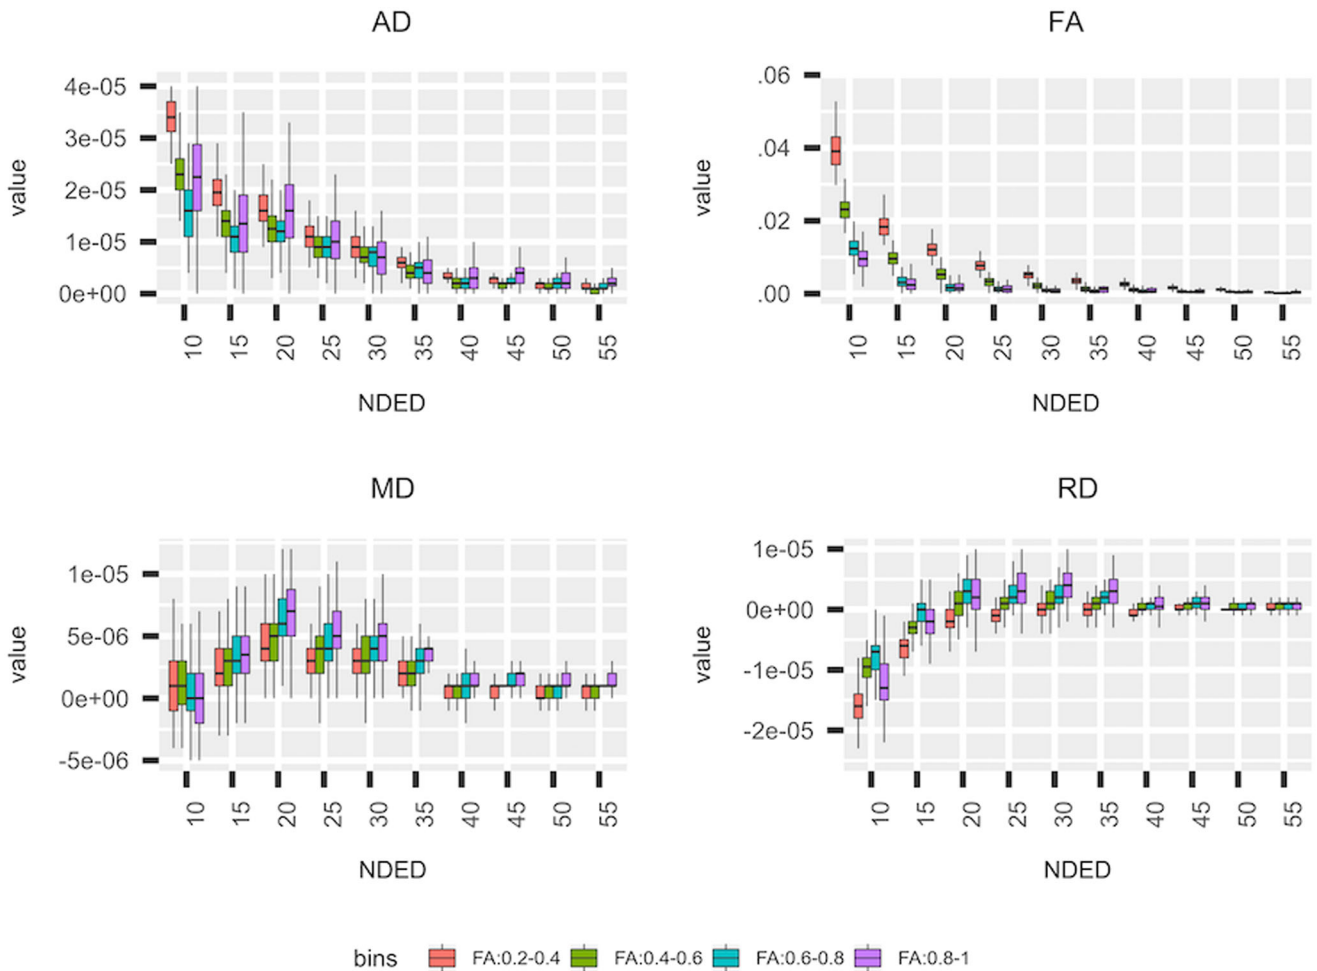 AD
value
4e-05
3e-05
2e-05
1e-05
0e+00
10 15 20 25 30 35 40 45 50 55
NDED
FA
value
.06
.04
.02
.00
10 15 20 25 30 35 40 45 50 55
NDED
MD
value
1e-05
5e-06
0e+00
-5e-06
10 15 20 25 30 35 40 45 50 55
NDED
RD
value
1e-05
0e+00
-1e-05
-2e-05
10 15 20 25 30 35 40 45 50 55
NDED
bins FA:0.2-0.4 FA:0.4-0.6 FA:0.6-0.8 FA:0.8-1